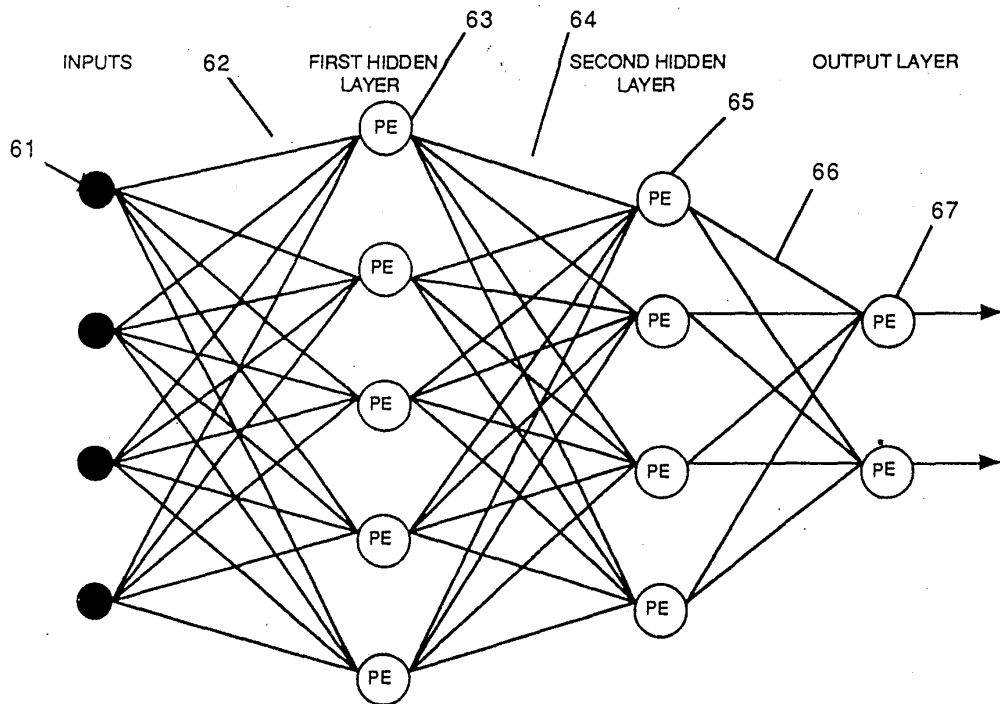 63
64
INPUTS
62
FIRST HIDDEN
LAYER
SECOND HIDDEN
LAYER
OUTPUT LAYER
65
61
PE
66
PE
67
PE
PE
PE
PE
PE
PE
PE
PE
PE